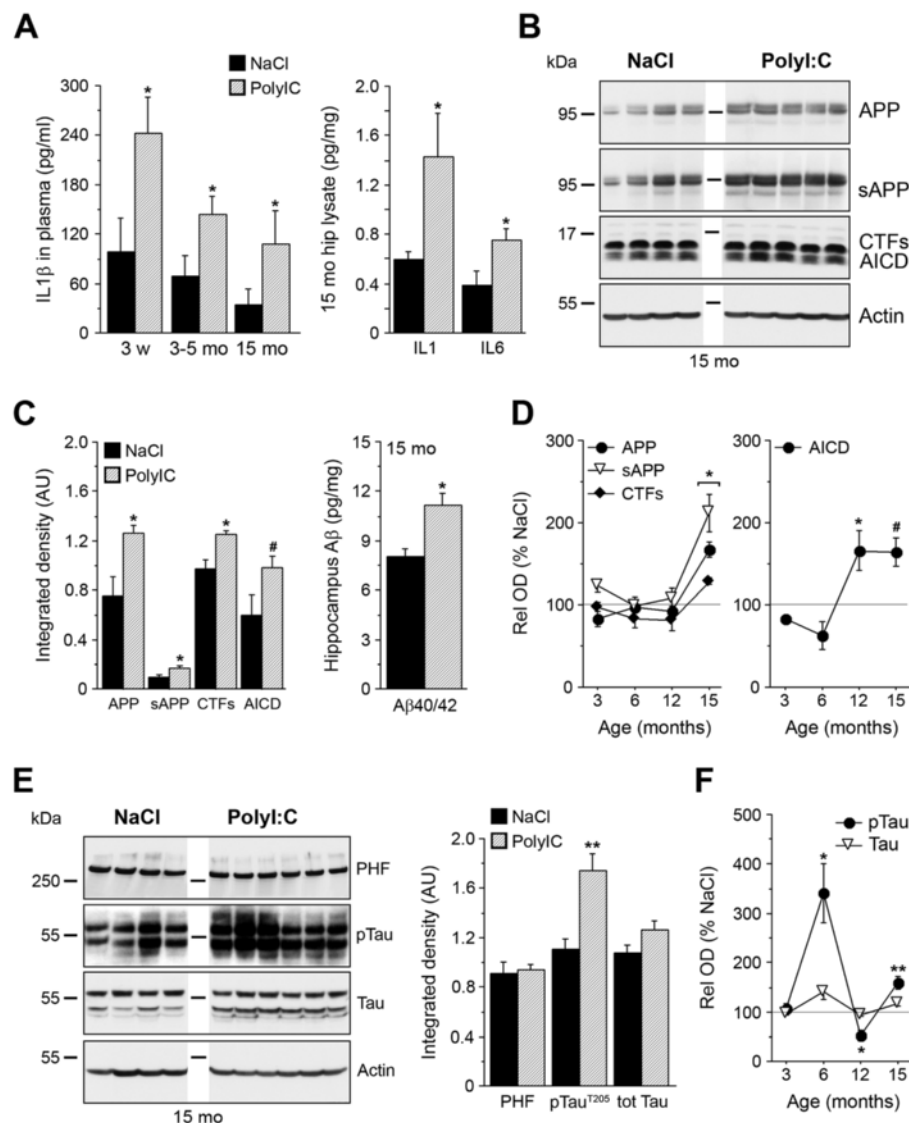 A
NaCl
PolyIC
IL1β in plasma (pg/ml)
300
240
180
120
60
0
3 w
3-5 mo
15 mo
*
*
*
15 mo hip lysate (pg/ml)
2.0
1.6
1.2
0.8
0.4
0
IL1
IL6
*
*
B
kDa
NaCl
PolyI:C
95
APP
95
sAPP
17
CTFs
AICD
55
Actin
15 mo
C
NaCl
PolyIC
Integrated density (AU)
2.0
1.6
1.2
0.8
0.4
0
APP
sAPP
CTFs
AICD
*
*
*
#
15 mo
Hippocampus Aβ (pg/mg)
15
12
9
6
3
0
Aβ40/42
*
D
APP
sAPP
CTFs
Rel OD (% NaCl)
300
200
100
0
3
6
12
15
Age (months)
*
AICD
300
200
100
0
3
6
12
15
Age (months)
*
#
E
kDa
NaCl
PolyI:C
250
PHF
55
pTau
Tau
55
Actin
15 mo
NaCl
PolyIC
Integrated density (AU)
2.0
1.6
1.2
0.8
0.4
0
PHF
pTauT205
tot Tau
**
F
pTau
Tau
Rel OD (% NaCl)
500
400
300
200
100
0
3
6
12
15
Age (months)
*
*
**